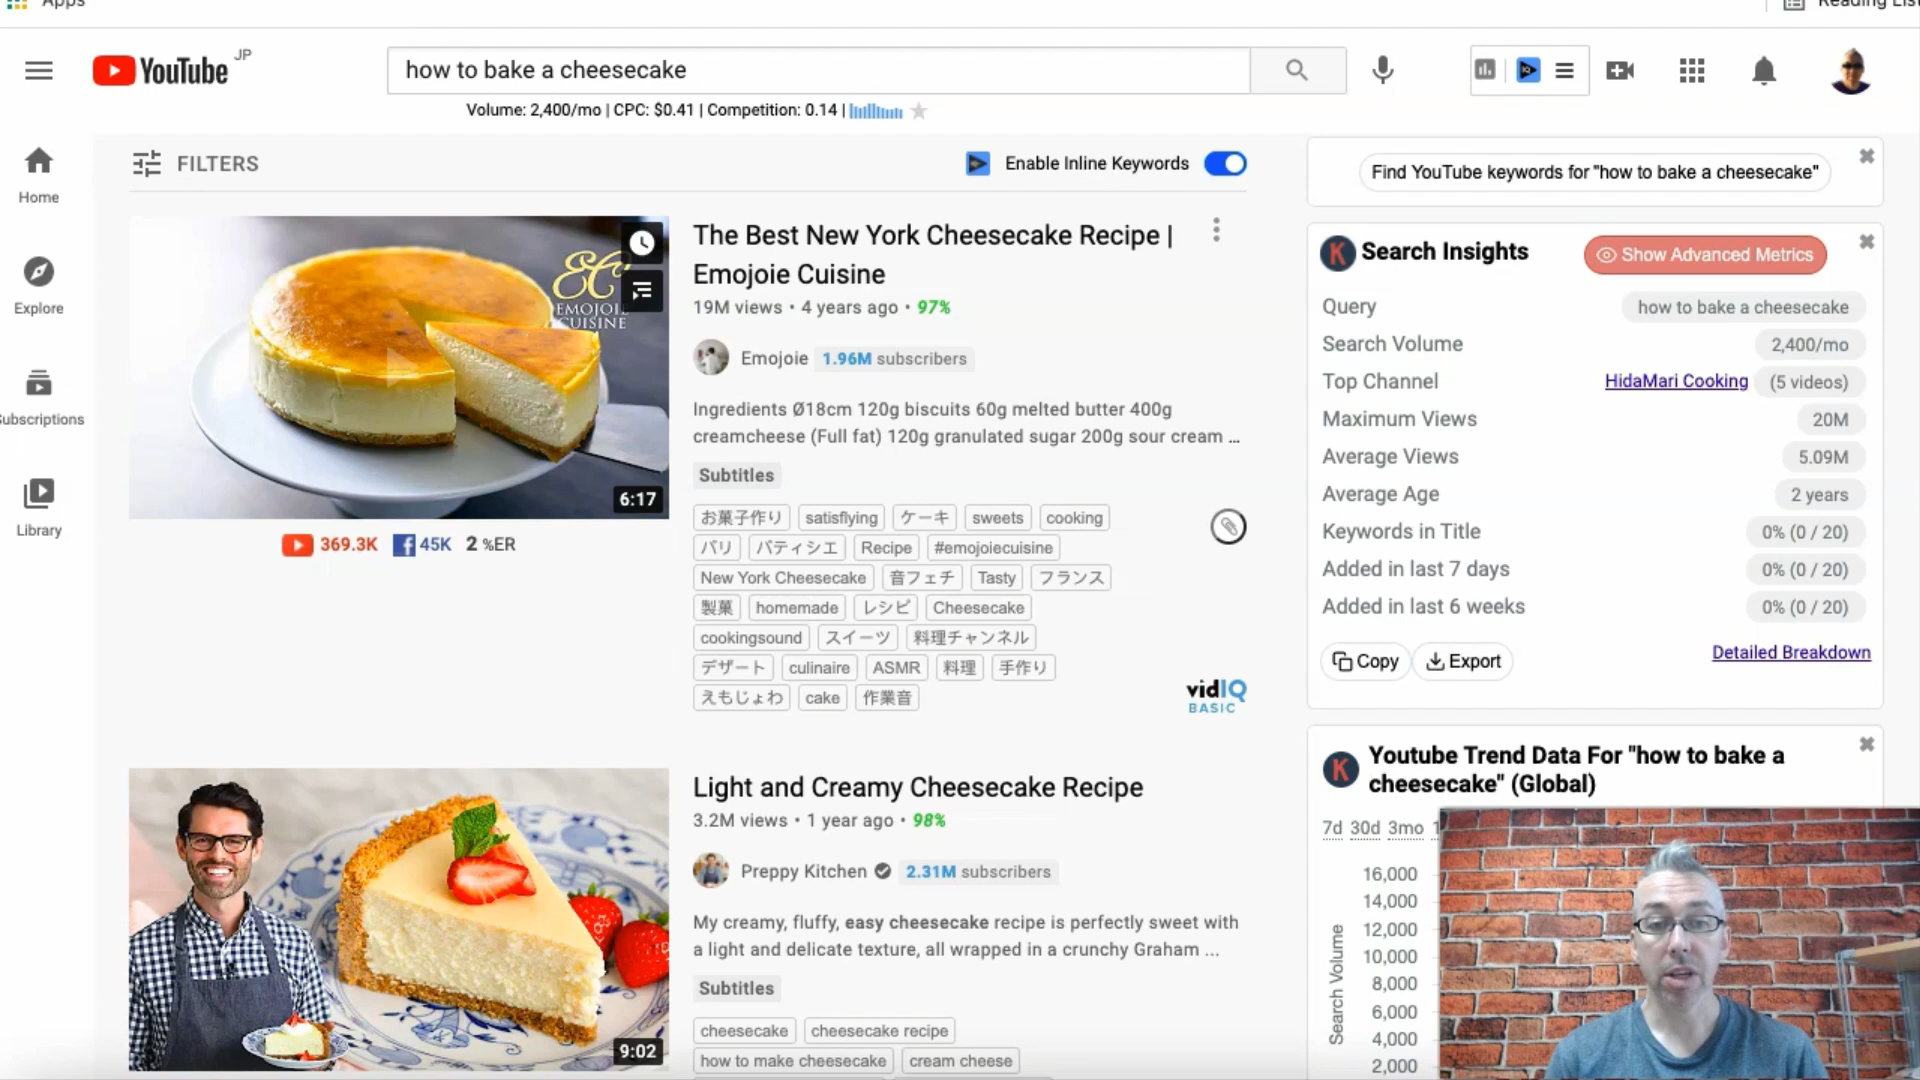 Apps
Reading List
YouTube JP
how to bake a cheesecake
Volume: 2,400/mo | CPC: $0.41 | Competition: 0.14 |
Home
Explore
Subscriptions
Library
FILTERS
Enable Inline Keywords
EC
EMOJOIE
CUISINE
6:17
369.3K 45K 2 %ER
The Best New York Cheesecake Recipe |
Emojoie Cuisine
19M views • 4 years ago • 97%
Emojoie 1.96M subscribers
Ingredients Ø18cm 120g biscuits 60g melted butter 400g
creamcheese (Full fat) 120g granulated sugar 200g sour cream ...
Subtitles
お菓子作り satisflying ケーキ sweets cooking
パリ パティシエ Recipe #emojoiecuisine
New York Cheesecake 音フェチ Tasty フランス
製菓 homemade レシピ Cheesecake
cookingsound スイーツ 料理チャンネル
デザート culinaire ASMR 料理 手作り
えもじょわ cake 作業音
vidIQ
BASIC
9:02
Light and Creamy Cheesecake Recipe
3.2M views • 1 year ago • 98%
Preppy Kitchen 2.31M subscribers
My creamy, fluffy, easy cheesecake recipe is perfectly sweet with
a light and delicate texture, all wrapped in a crunchy Graham ...
Subtitles
cheesecake cheesecake recipe
how to make cheesecake cream cheese
Find YouTube keywords for "how to bake a cheesecake"
K Search Insights Show Advanced Metrics
Query how to bake a cheesecake
Search Volume 2,400/mo
Top Channel HidaMari Cooking (5 videos)
Maximum Views 20M
Average Views 5.09M
Average Age 2 years
Keywords in Title 0% (0 / 20)
Added in last 7 days 0% (0 / 20)
Added in last 6 weeks 0% (0 / 20)
Copy Export Detailed Breakdown
K Youtube Trend Data For "how to bake a
cheesecake" (Global)
7d 30d 3mo 1
16,000
14,000
12,000
10,000
8,000
6,000
4,000
2,000
Search Volume